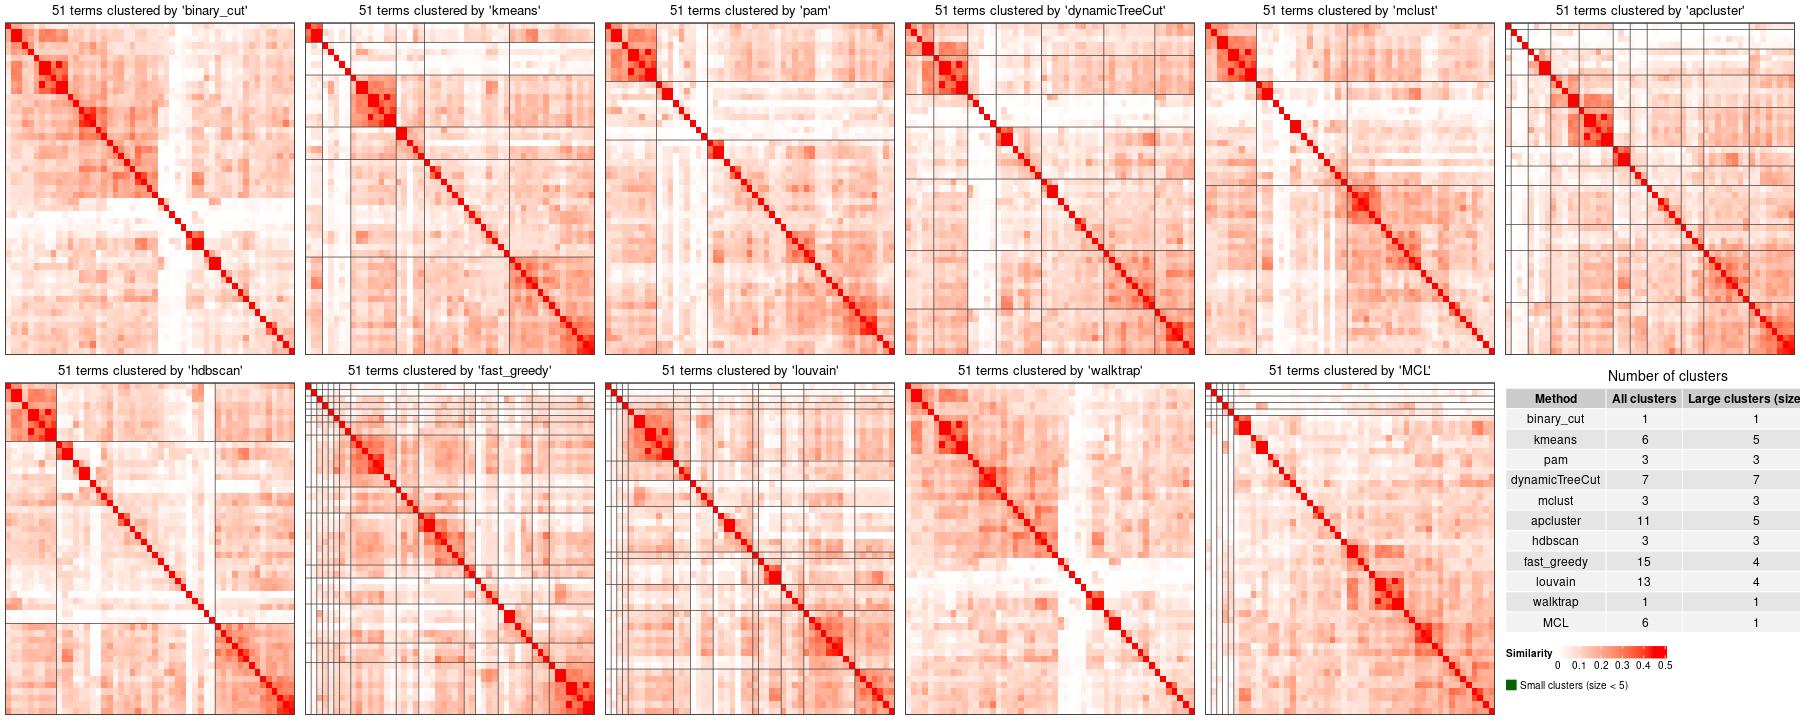 51 terms clustered by 'binary_cut'
51 terms clustered by 'kmeans'
51 terms clustered by 'pam'
51 terms clustered by 'dynamicTreeCut'
51 terms clustered by 'mclust'
51 terms clustered by 'apcluster'
51 terms clustered by 'hdbscan'
51 terms clustered by 'fast_greedy'
51 terms clustered by 'louvain'
51 terms clustered by 'walktrap'
51 terms clustered by 'MCL'
Number of clusters
Method All clusters Large clusters (size
binary_cut 1 1
kmeans 6 5
pam 3 3
dynamicTreeCut 7 7
mclust 3 3
apcluster 11 5
hdbscan 3 3
fast_greedy 15 4
louvain 13 4
walktrap 1 1
MCL 6 1
Similarity
0 0.1 0.2 0.3 0.4 0.5
Small clusters (size < 5)